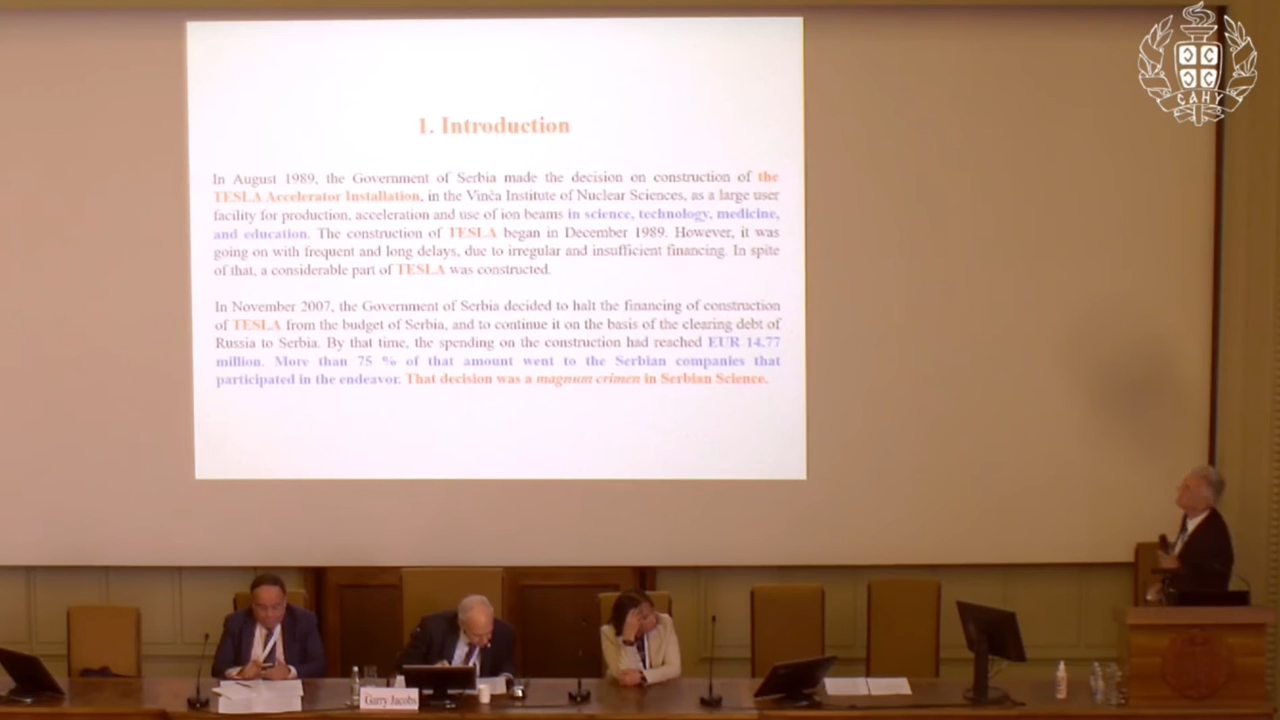 САНУ
1. Introduction
In August 1989, the Government of Serbia made the decision on construction of the
TESLA Accelerator Installation, in the Vinča Institute of Nuclear Sciences, as a large user
facility for production, acceleration and use of ion beams in science, technology, medicine,
and education. The construction of TESLA began in December 1989. However, it was
going on with frequent and long delays, due to irregular and insufficient financing. In spite
of that, a considerable part of TESLA was constructed.
In November 2007, the Government of Serbia decided to halt the financing of construction
of TESLA from the budget of Serbia, and to continue it on the basis of the clearing debt of
Russia to Serbia. By that time, the spending on the construction had reached EUR 14.77
million. More than 75 % of that amount went to the Serbian companies that
participated in the endeavor. That decision was a magnum crimen in Serbian Science.
Garry Jacobs